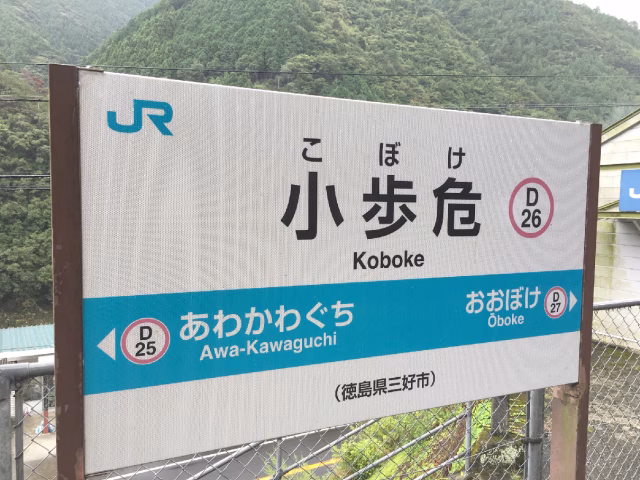 JR
こぼけ
小歩危
D
26
Koboke
D
25
あわかわぐち
Awa-Kawaguchi
おおぼけ
Ōboke
D
27
(徳島県三好市)